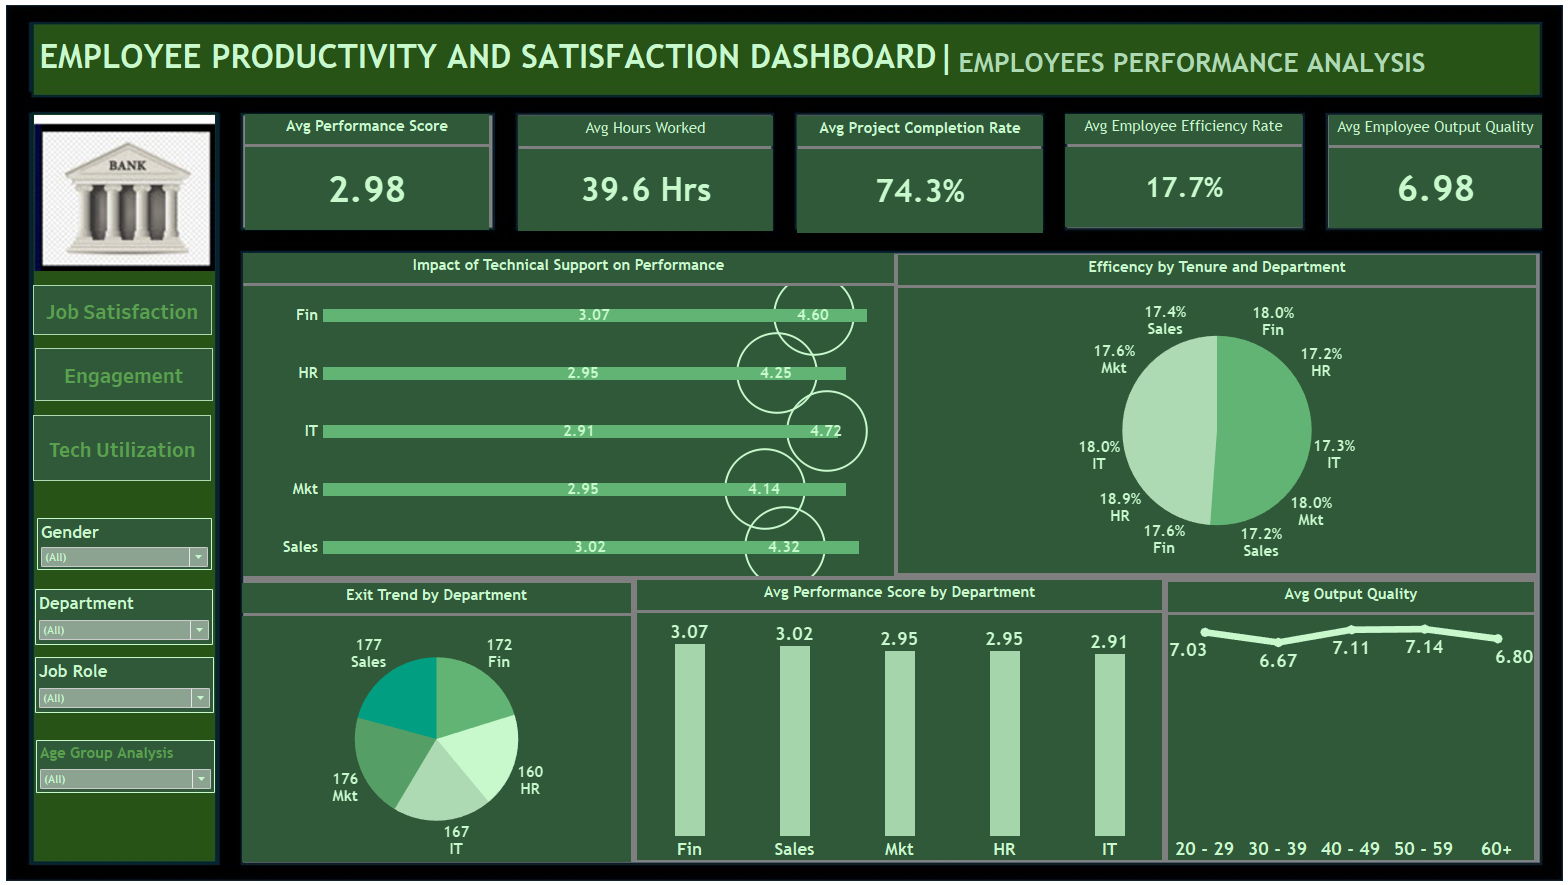 EMPLOYEE PRODUCTIVITY AND SATISFACTION DASHBOARD| EMPLOYEES PERFORMANCE ANALYSIS
BANK
Job Satisfaction
Engagement
Tech Utilization
Gender
(All)
Department
(All)
Job Role
(All)
Age Group Analysis
(All)
Avg Performance Score
2.98
Avg Hours Worked
39.6 Hrs
Avg Project Completion Rate
74.3%
Avg Employee Efficiency Rate
17.7%
Avg Employee Output Quality
6.98
Impact of Technical Support on Performance
Fin 3.07 4.60
HR 2.95 4.25
IT 2.91 4.72
Mkt 2.95 4.14
Sales 3.02 4.32
Efficency by Tenure and Department
17.4%
Sales
18.0%
Fin
17.6%
Mkt
17.2%
HR
18.0%
IT
17.3%
IT
18.9%
HR
18.0%
Mkt
17.6%
Fin
17.2%
Sales
Exit Trend by Department
177
Sales
172
Fin
176
Mkt
160
HR
167
IT
Avg Performance Score by Department
3.07 3.02 2.95 2.95 2.91
Fin Sales Mkt HR IT
Avg Output Quality
7.03 6.67 7.11 7.14 6.80
20 - 29 30 - 39 40 - 49 50 - 59 60+